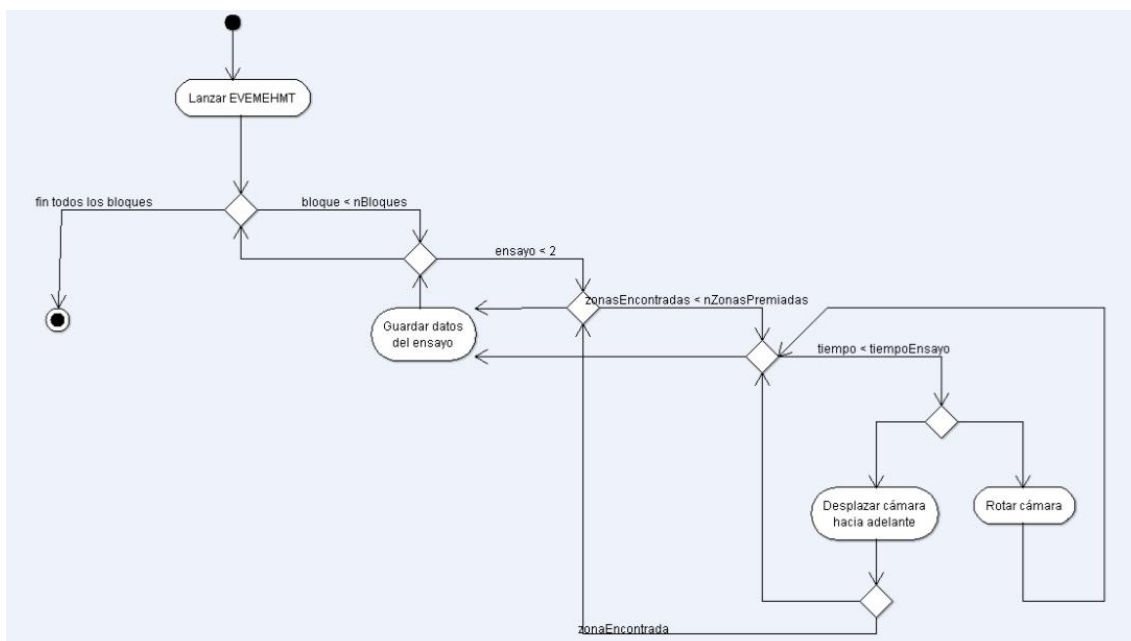 Lanzar EVEMEHMT
fin todos los bloques
bloque < nBloques
ensayo < 2
zonasEncontradas < nZonasPremiadas
Guardar datos
del ensayo
tiempo < tiempoEnsayo
Desplazar cámara
hacia adelante
Rotar cámara
zonaEncontrada